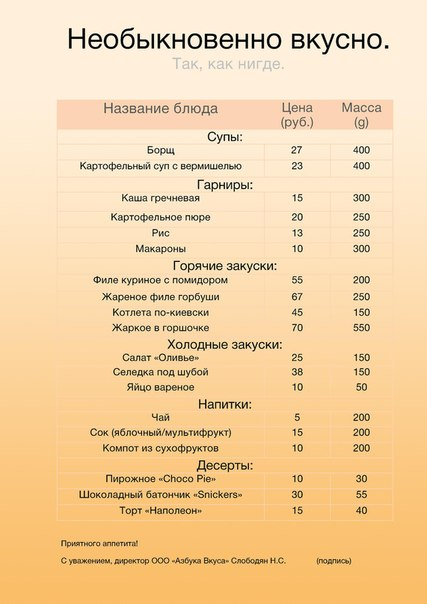 Необыкновенно вкусно.
Так, как нигде.
Название блюда Цена (руб.) Масса (g)
Супы:
Борщ 27 400
Картофельный суп с вермишелью 23 400
Гарниры:
Каша гречневая 15 300
Картофельное пюре 20 250
Рис 13 250
Макароны 10 300
Горячие закуски:
Филе куриное с помидором 55 200
Жареное филе горбуши 67 250
Котлета по-киевски 45 150
Жаркое в горшочке 70 550
Холодные закуски:
Салат «Оливье» 25 150
Селедка под шубой 38 150
Яйцо вареное 10 50
Напитки:
Чай 5 200
Сок (яблочный/мультифрукт) 15 200
Компот из сухофруктов 10 200
Десерты:
Пирожное «Choco Pie» 10 30
Шоколадный батончик «Snickers» 30 55
Торт «Наполеон» 15 40
Приятного аппетита!
С уважением, директор ООО «Азбука Вкуса» Слободян Н.С. (подпись)